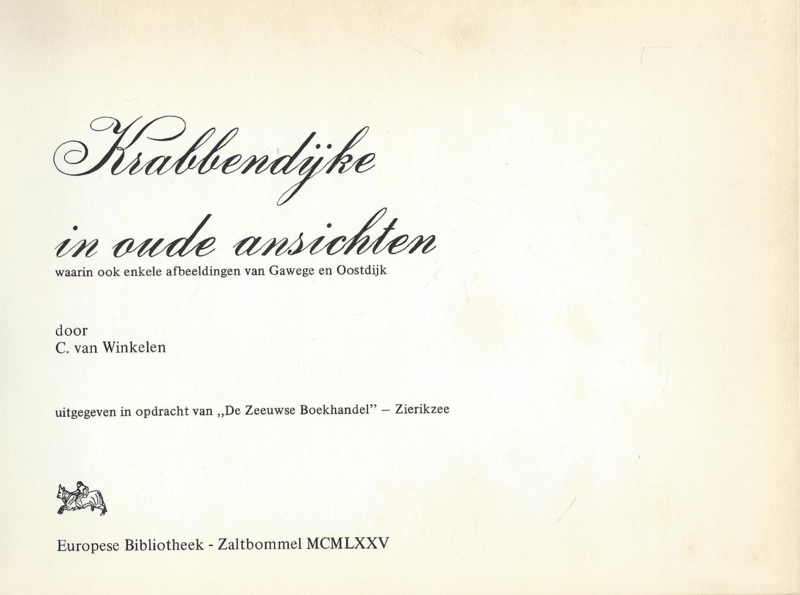 Krabbendijke
in oude ansichten
waarin ook enkele afbeeldingen van Gawege en Oostdijk
door
C. van Winkelen
uitgegeven in opdracht van ,,De Zeeuwse Boekhandel” – Zierikzee
Europese Bibliotheek - Zaltbommel MCMLXXV